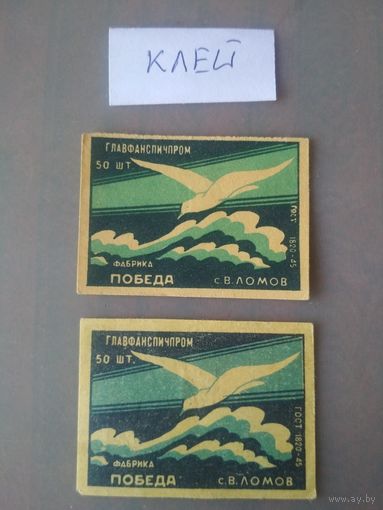 КЛЕЙ
ГЛАВФАНСПИЧПРОМ
50 ШТ.
ГОСТ 1820-45
ФАБРИКА
ПОБЕДА
с. В. ЛОМОВ
ГЛАВФАНСПИЧПРОМ
50 ШТ.
ГОСТ 1820-45
ФАБРИКА
ПОБЕДА
с. В. ЛОМОВ
ay.by